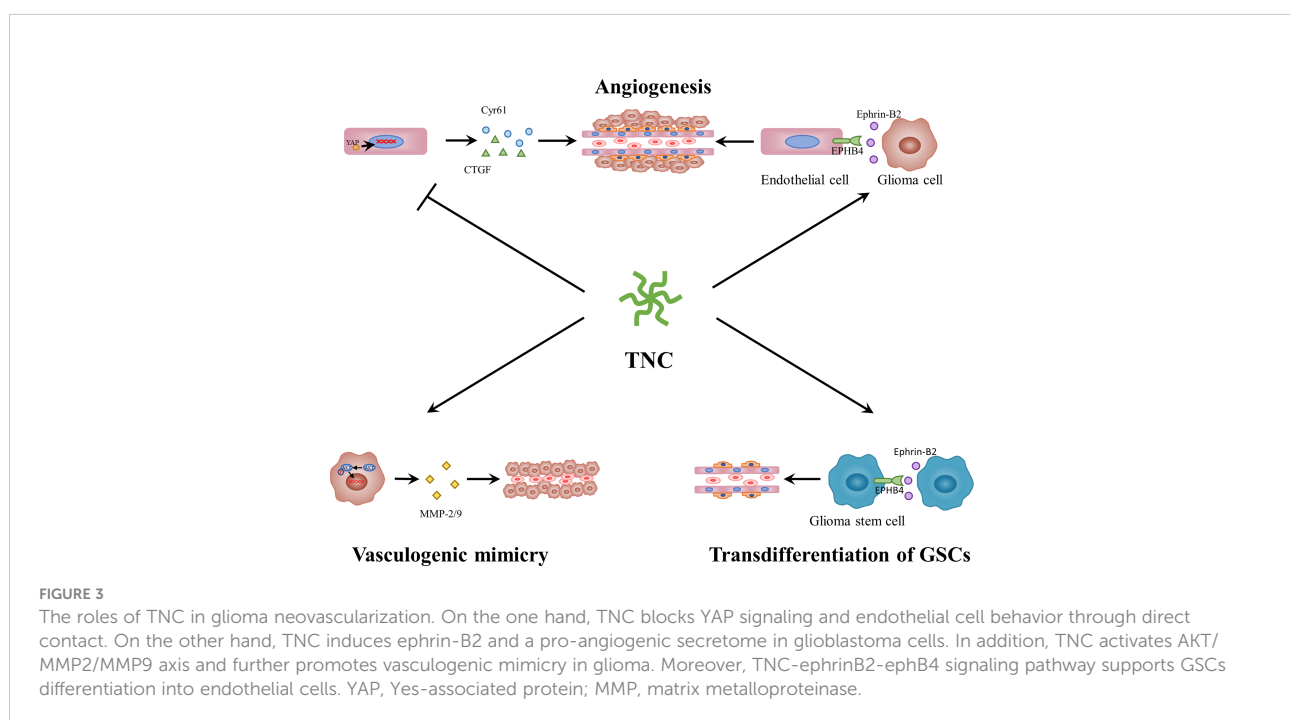 Angiogenesis
Cyr61
YAP
CTGF
Ephrin-B2
EPHB4
Endothelial cell
Glioma cell
TNC
MMP-2/9
Vasculogenic mimicry
Ephrin-B2
EPHB4
Glioma stem cell
Transdifferentiation of GSCs
FIGURE 3
The roles of TNC in glioma neovascularization. On the one hand, TNC blocks YAP signaling and endothelial cell behavior through direct
contact. On the other hand, TNC induces ephrin-B2 and a pro-angiogenic secretome in glioblastoma cells. In addition, TNC activates AKT/
MMP2/MMP9 axis and further promotes vasculogenic mimicry in glioma. Moreover, TNC-ephrinB2-ephB4 signaling pathway supports GSCs
differentiation into endothelial cells. YAP, Yes-associated protein; MMP, matrix metalloproteinase.